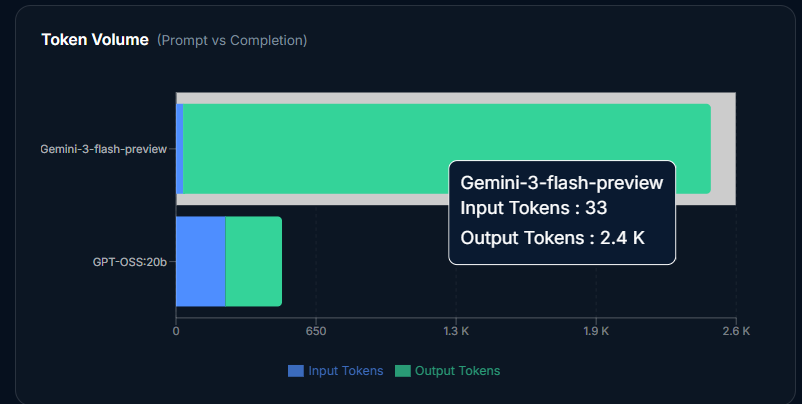 Token Volume (Prompt vs Completion)
Gemini-3-flash-preview
Gemini-3-flash-preview
Input Tokens : 33
Output Tokens : 2.4 K
GPT-OSS:20b
0 650 1.3 K 1.9 K 2.6 K
Input Tokens Output Tokens